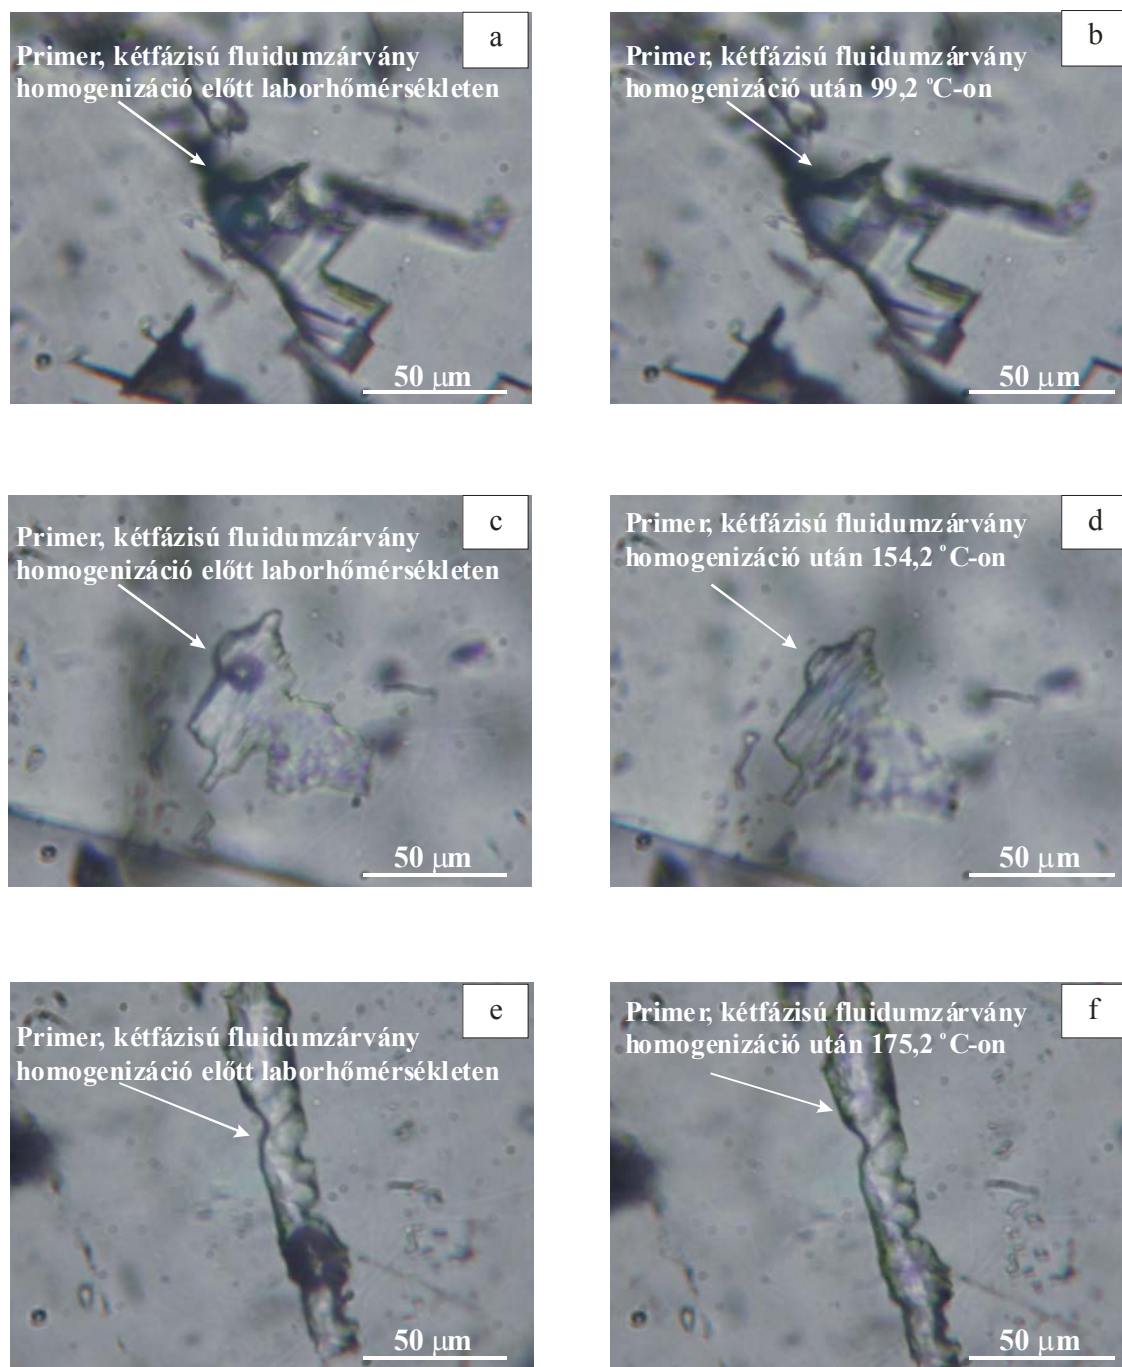 a
Primer, kétfázisú fluidumzárvány
homogenizáció előtt laborhőmérsékleten
50 μm
b
Primer, kétfázisú fluidumzárvány
homogenizáció után 99,2 °C-on
50 μm
c
Primer, kétfázisú fluidumzárvány
homogenizáció előtt laborhőmérsékleten
50 μm
d
Primer, kétfázisú fluidumzárvány
homogenizáció után 154,2 °C-on
50 μm
e
Primer, kétfázisú fluidumzárvány
homogenizáció előtt laborhőmérsékleten
50 μm
f
Primer, kétfázisú fluidumzárvány
homogenizáció után 175,2 °C-on
50 μm